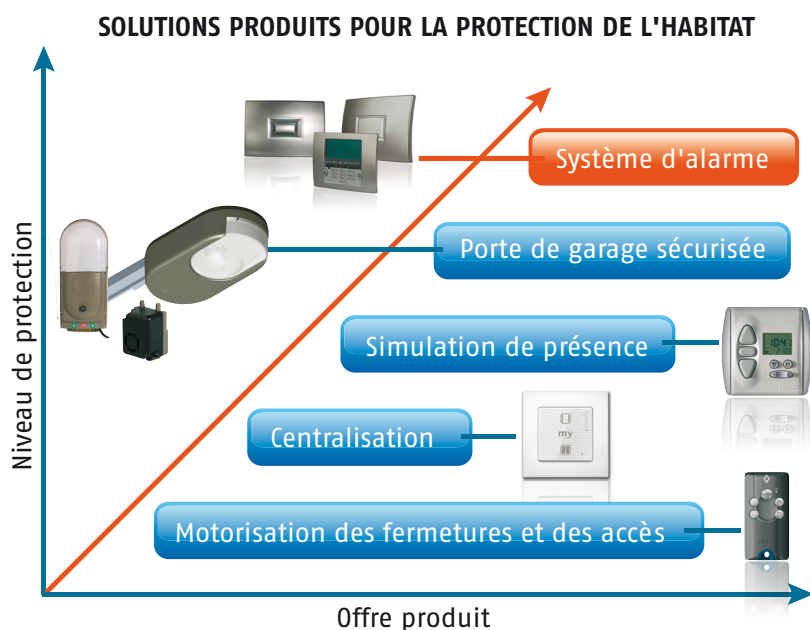 SOLUTIONS PRODUITS POUR LA PROTECTION DE L'HABITAT
Système d'alarme
Porte de garage sécurisée
Simulation de présence
Centralisation
my
Motorisation des fermetures et des accès
Niveau de protection
Offre produit